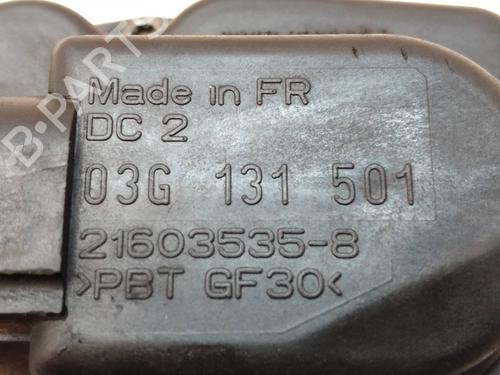 B-PARTS
Made in FR
DC 2
03G 131 501
21603535-8
>PBT GF30<